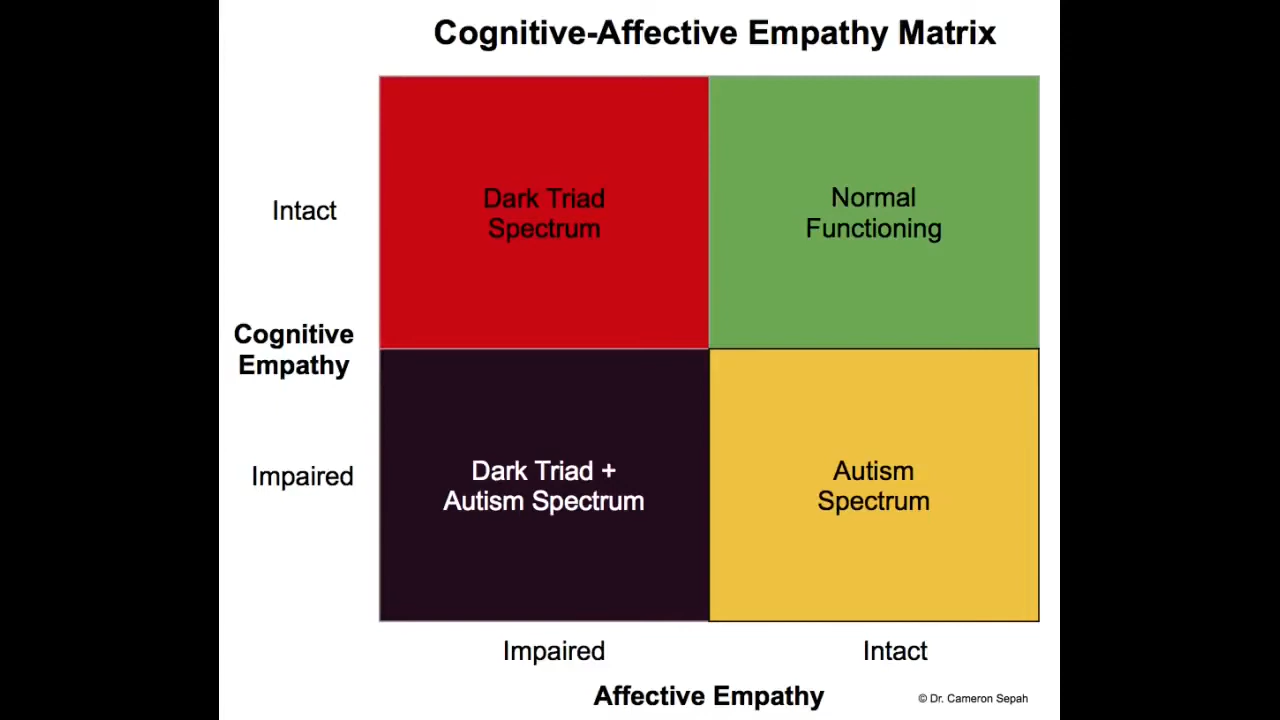 Cognitive-Affective Empathy Matrix
Intact
Dark Triad
Spectrum
Normal
Functioning
Cognitive
Empathy
Impaired
Dark Triad +
Autism Spectrum
Autism
Spectrum
Impaired
Intact
Affective Empathy
© Dr. Cameron Sepah